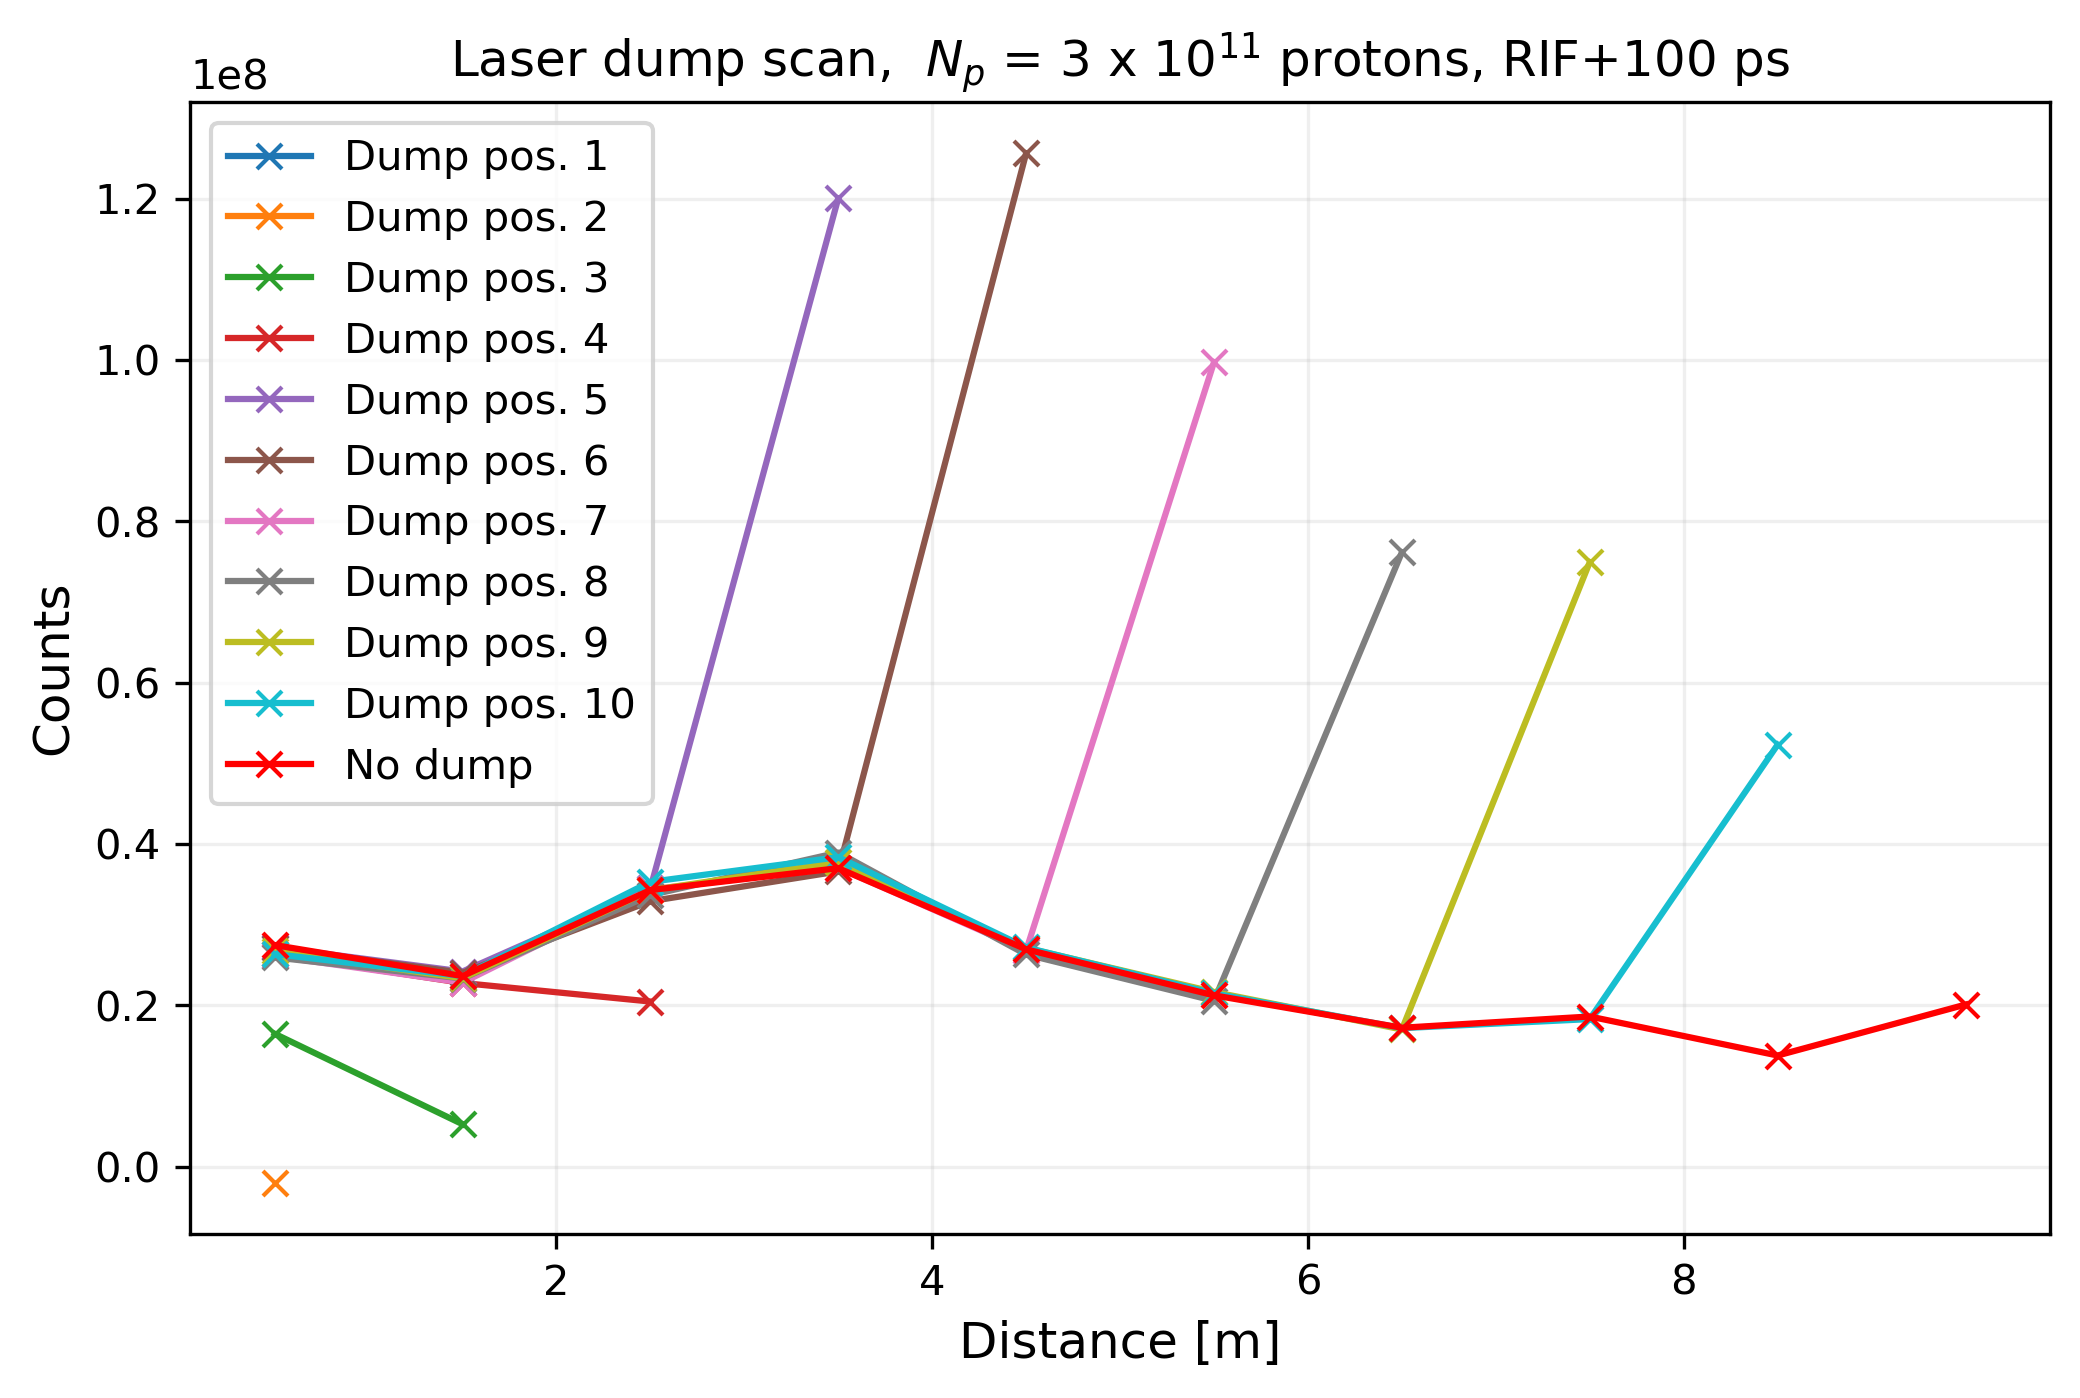 Laser dump scan, Nₚ = 3 x 10¹¹ protons, RIF+100 ps
1e8
Dump pos. 1
Dump pos. 2
Dump pos. 3
Dump pos. 4
Dump pos. 5
Dump pos. 6
Dump pos. 7
Dump pos. 8
Dump pos. 9
Dump pos. 10
No dump
1.2
1.0
0.8
0.6
0.4
0.2
0.0
Counts
2 4 6 8
Distance [m]